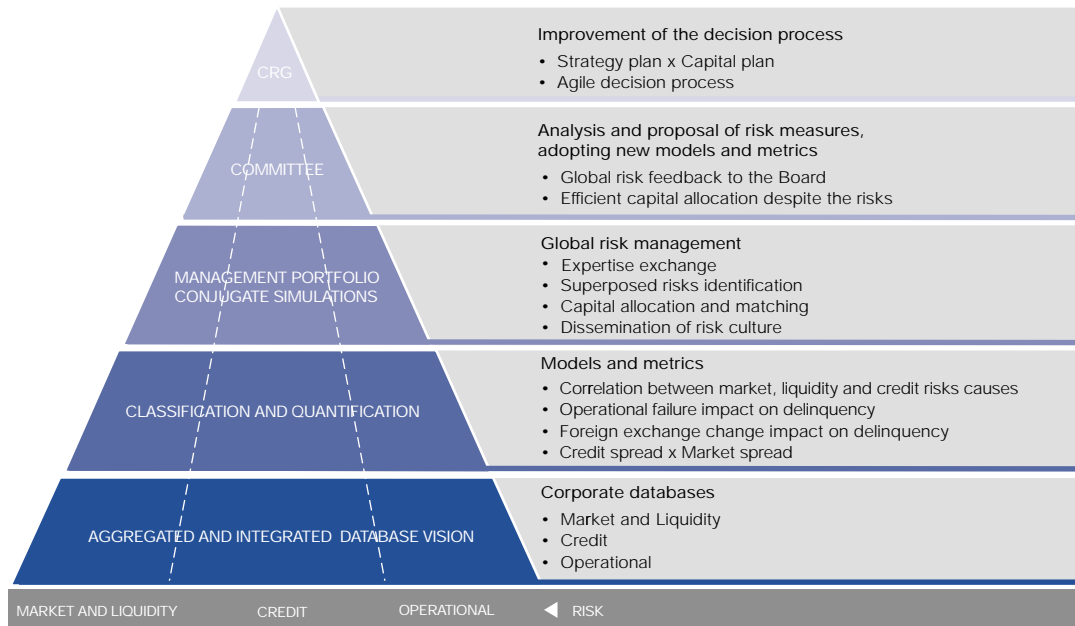 CRG
Improvement of the decision process
• Strategy plan x Capital plan
• Agile decision process
COMMITTEE
Analysis and proposal of risk measures,
adopting new models and metrics
• Global risk feedback to the Board
• Efficient capital allocation despite the risks
MANAGEMENT PORTFOLIO
CONJUGATE SIMULATIONS
Global risk management
• Expertise exchange
• Superposed risks identification
• Capital allocation and matching
• Dissemination of risk culture
CLASSIFICATION AND QUANTIFICATION
Models and metrics
• Correlation between market, liquidity and credit risks causes
• Operational failure impact on delinquency
• Foreign exchange change impact on delinquency
• Credit spread x Market spread
AGGREGATED AND INTEGRATED DATABASE VISION
Corporate databases
• Market and Liquidity
• Credit
• Operational
MARKET AND LIQUIDITY CREDIT OPERATIONAL ◀ RISK